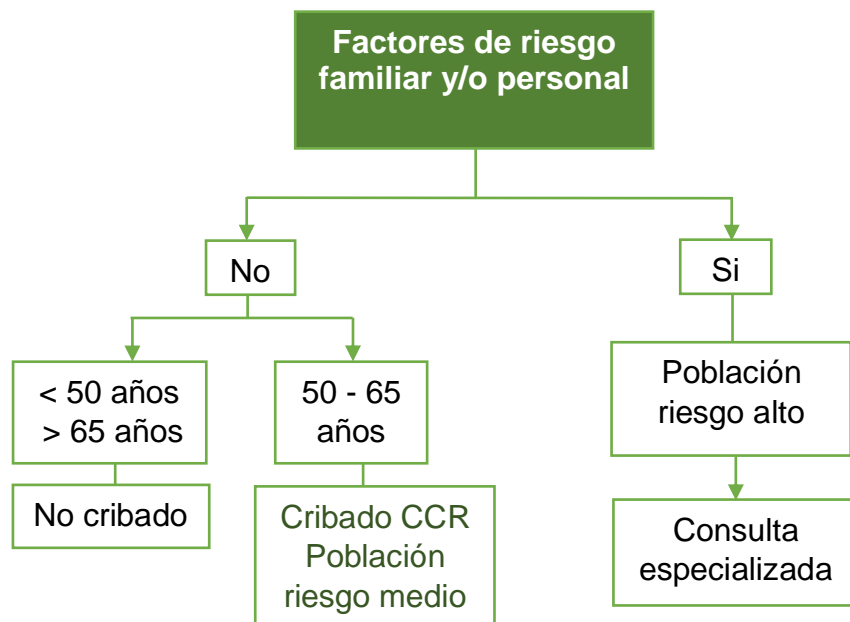 Factores de riesgo
familiar y/o personal
No
Si
< 50 años
> 65 años
50 - 65
años
Población
riesgo alto
No cribado
Cribado CCR
Población
riesgo medio
Consulta
especializada